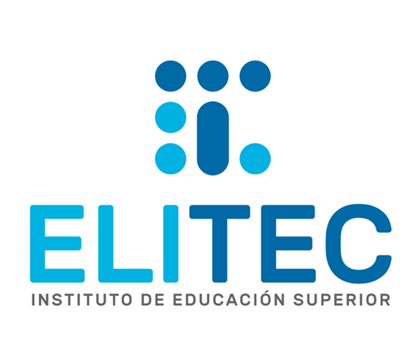 ELITEC
INSTITUTO DE EDUCACIÓN SUPERIOR